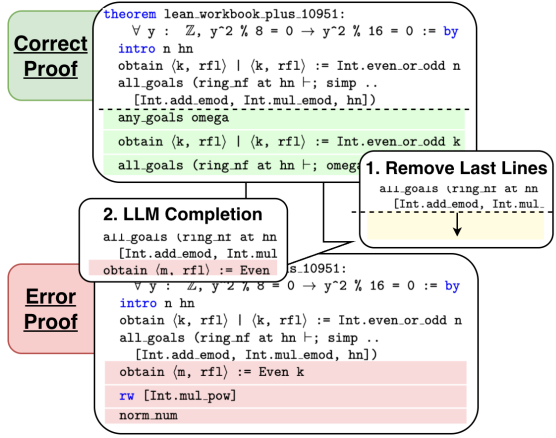 Correct
Proof
theorem lean_workbook_plus_10951:
∀ y : ℤ, y^2 % 8 = 0 → y^2 % 16 = 0 := by
intro n hn
obtain ⟨k, rfl⟩ | ⟨k, rfl⟩ := Int.even_or_odd n
all_goals (ring_nf at hn ⊢; simp ..
[Int.add_emod, Int.mul_emod, hn])
any_goals omega
obtain ⟨k, rfl⟩ | ⟨k, rfl⟩ := Int.even_or_odd k
all_goals (ring_nf at hn ⊢; omega
1. Remove Last Lines
all_goals (ring_nf at hn
[Int.add_emod, Int.mul_
2. LLM Completion
all_goals (ring_nf at hn
[Int.add_emod, Int.mul
obtain ⟨m, rfl⟩ := Even
Error
Proof
us_10951:
∀ y : ℤ, y^2 % 8 = 0 → y^2 % 16 = 0 := by
intro n hn
obtain ⟨k, rfl⟩ | ⟨k, rfl⟩ := Int.even_or_odd n
all_goals (ring_nf at hn ⊢; simp ..
[Int.add_emod, Int.mul_emod, hn])
obtain ⟨m, rfl⟩ := Even k
rw [Int.mul_pow]
norm_num